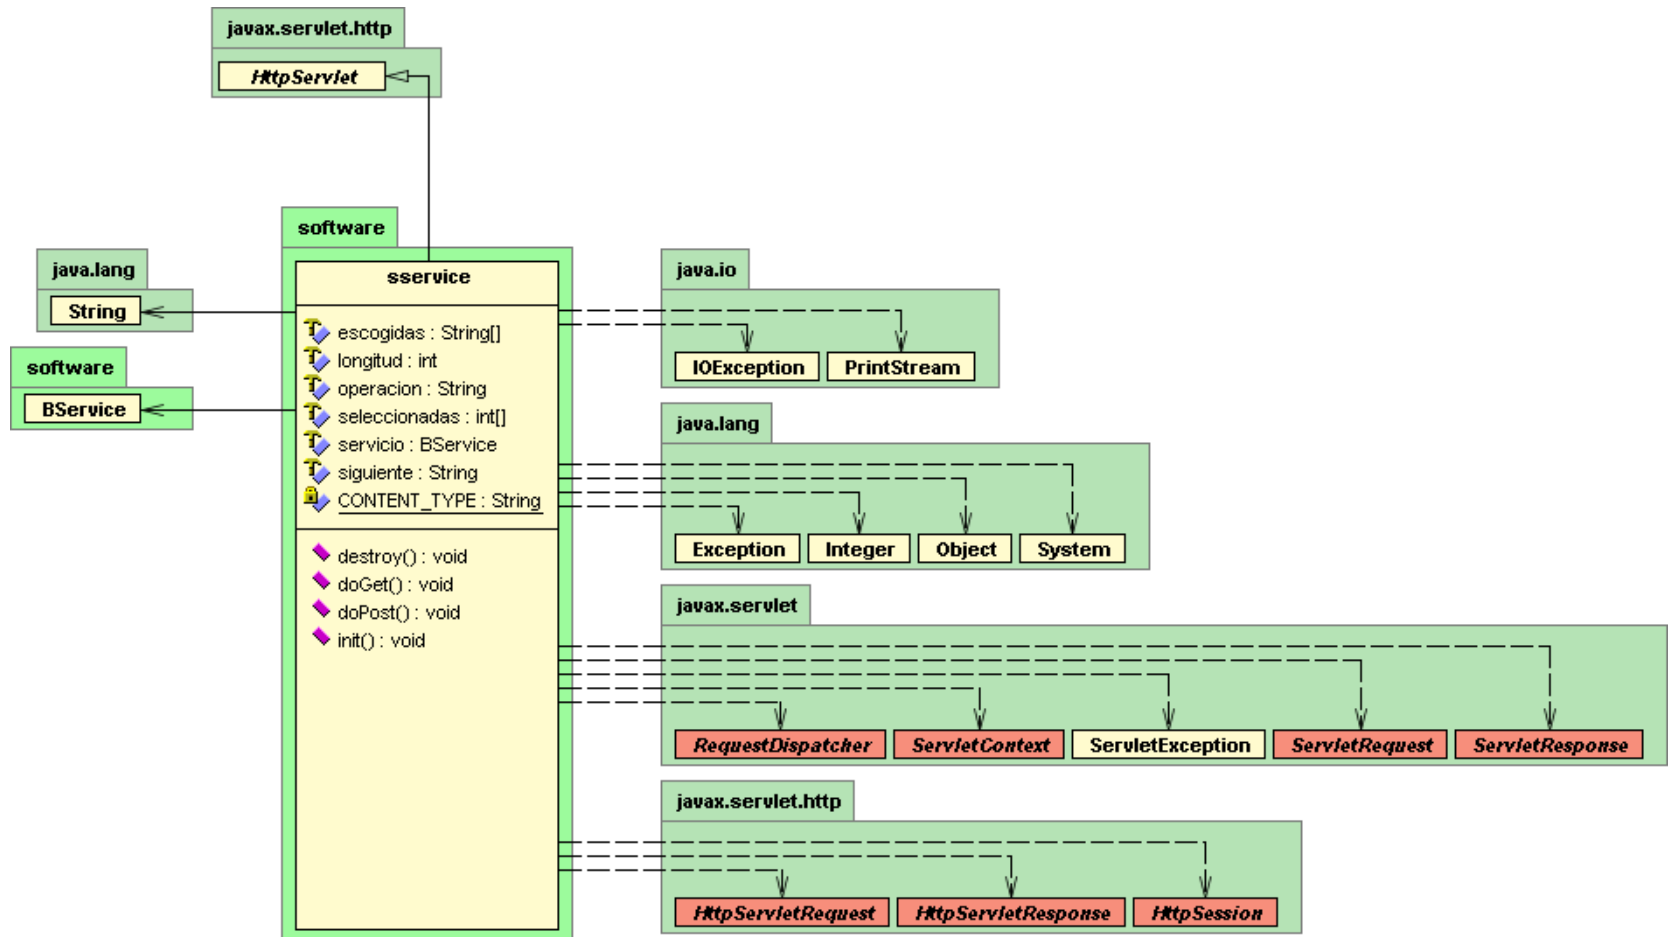 javax.servlet.http
HttpServlet
software
sservice
escogidas : String[]
longitud : int
operacion : String
seleccionadas : int[]
servicio : BService
siguiente : String
CONTENT_TYPE : String
destroy() : void
doGet() : void
doPost() : void
init() : void
java.lang
String
software
BService
java.io
IOException PrintStream
java.lang
Exception Integer Object System
javax.servlet
RequestDispatcher ServletContext ServletException ServletRequest ServletResponse
javax.servlet.http
HttpServletRequest HttpServletResponse HttpSession